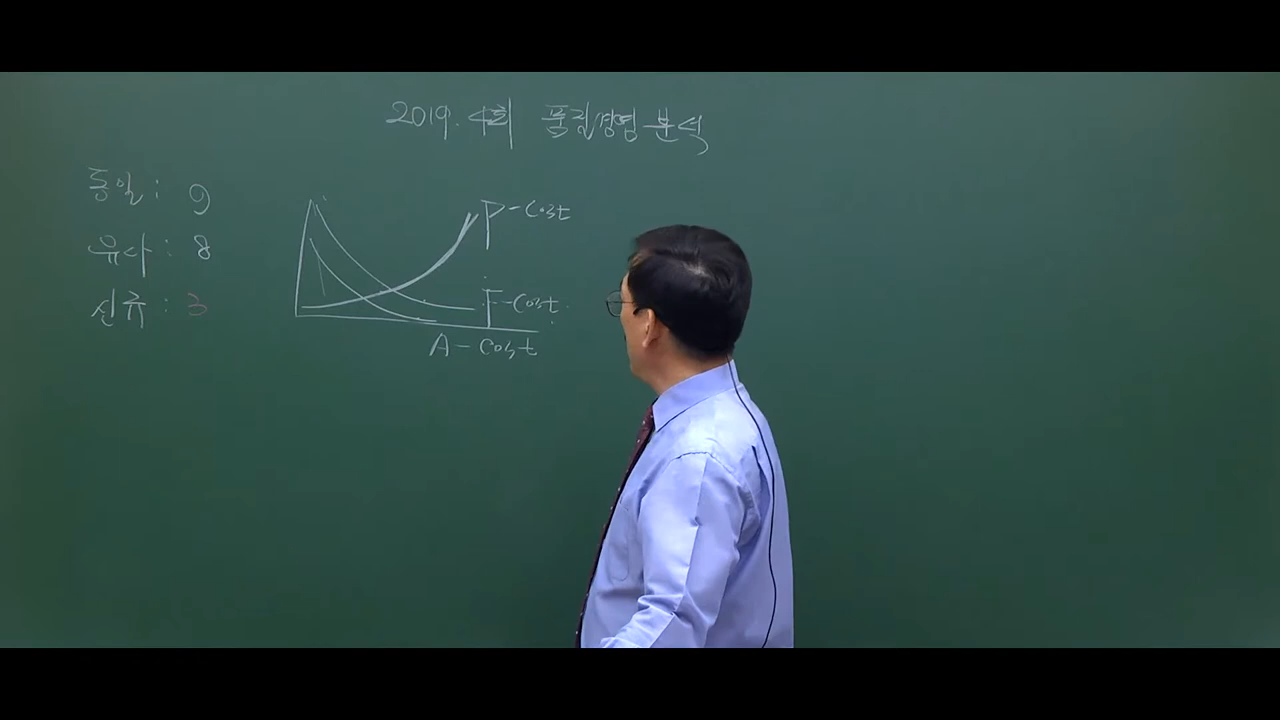 2019. 4회 품질경영 분석
동일 : 9
유사 : 8
신규 : 3
P-Cost
F-Cost
A-Cost